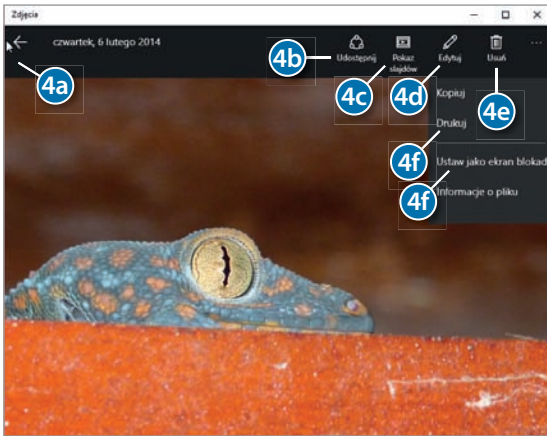 Zdjęcia
czwartek, 6 lutego 2014
Udostępnij
Pokaz
slajdów
Edytuj
Usuń
4a
4b
4c
4d
4e
Kopiuj
Drukuj
4f
Ustaw jako ekran blokad
4f
Informacje o pliku